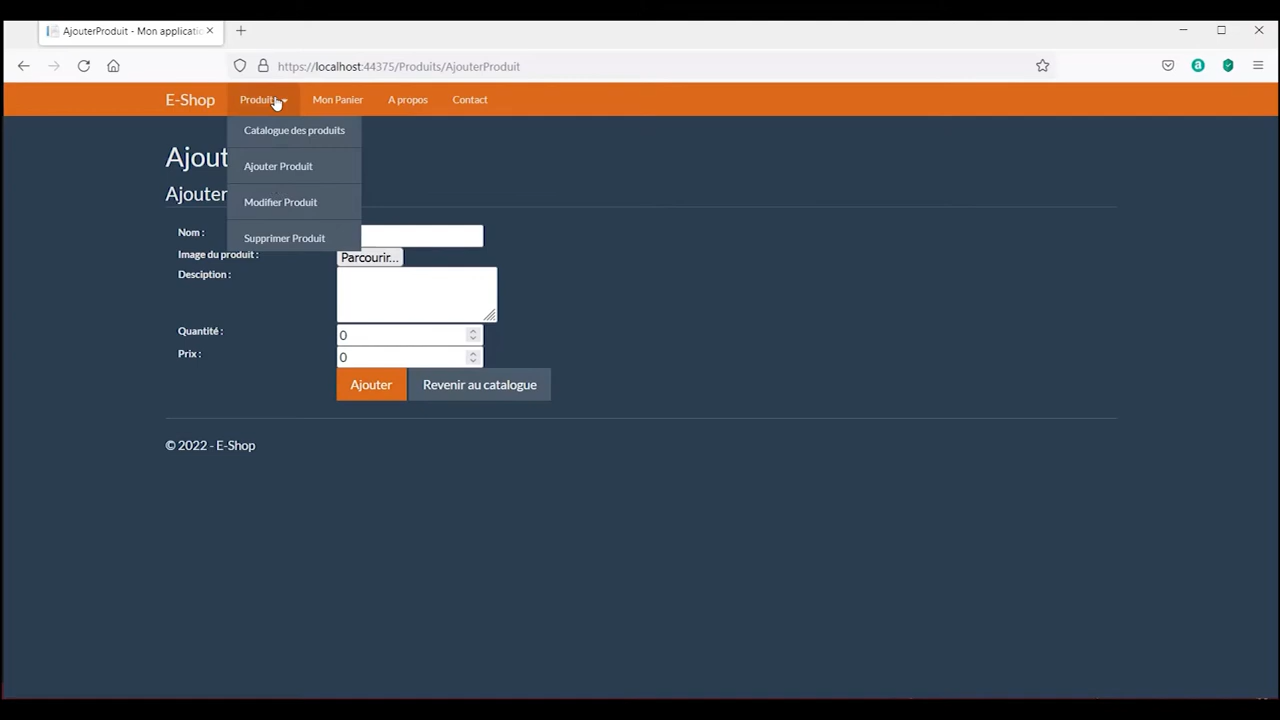 AjouterProduit - Mon applicatio
https://localhost:44375/Produits/AjouterProduit
E-Shop Produits Mon Panier A propos Contact
Catalogue des produits
Ajouter Produit
Modifier Produit
Supprimer Produit
Ajout
Ajouter
Nom :
Image du produit : Parcourir...
Desciption :
Quantité : 0
Prix : 0
Ajouter Revenir au catalogue
© 2022 - E-Shop